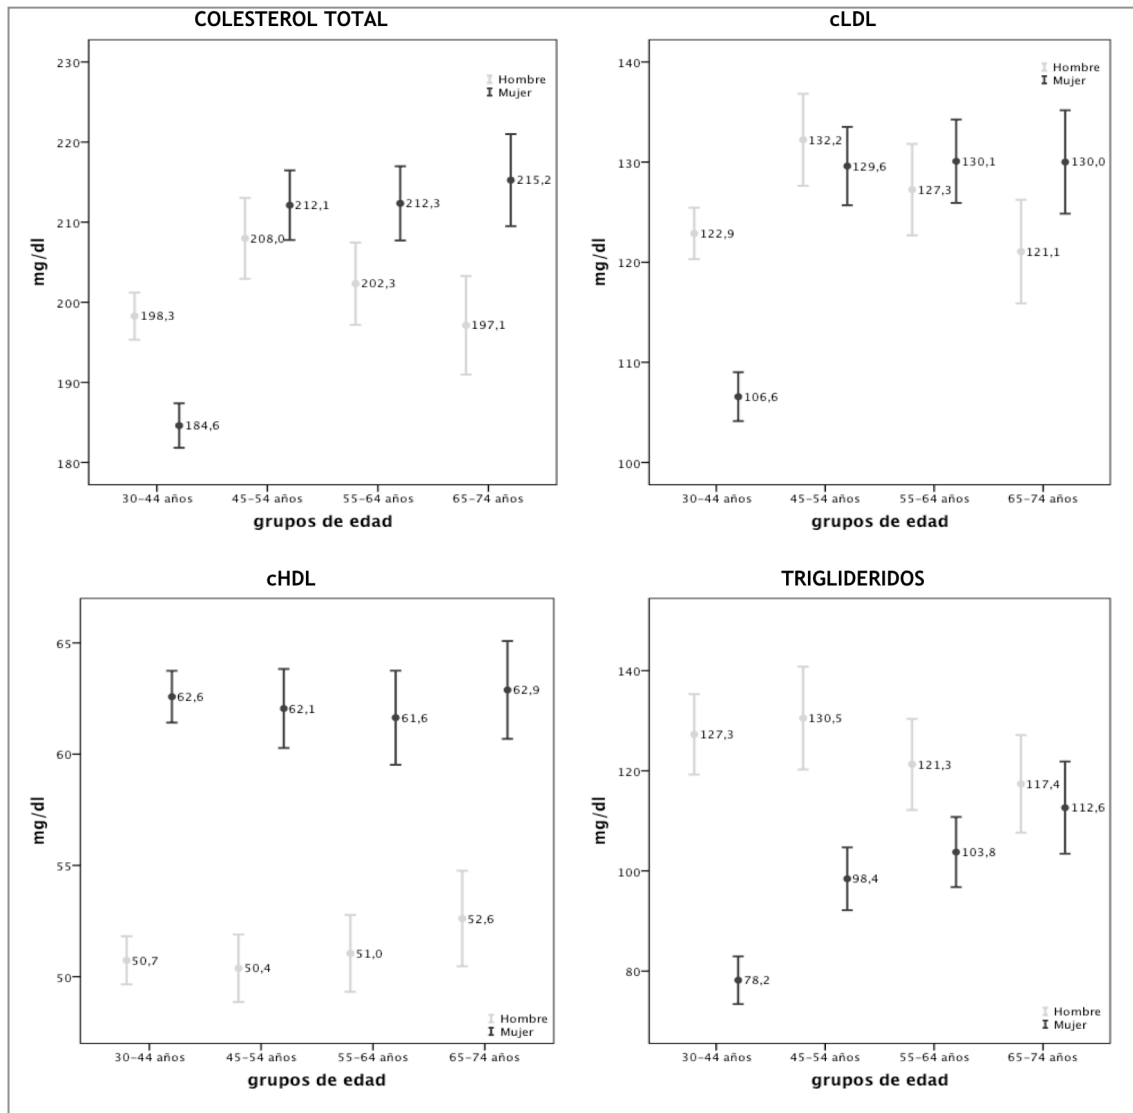 COLESTEROL TOTAL
230
220
210
200
190
180
mg/dl
Hombre
Mujer
198,3
184,6
208,0
212,1
202,3
212,3
197,1
215,2
30-44 años
45-54 años
55-64 años
65-74 años
grupos de edad
cLDL
140
130
120
110
100
mg/dl
Hombre
Mujer
122,9
106,6
132,2
129,6
127,3
130,1
121,1
130,0
30-44 años
45-54 años
55-64 años
65-74 años
grupos de edad
cHDL
65
60
55
50
mg/dl
62,6
62,1
61,6
62,9
50,7
50,4
51,0
52,6
Hombre
Mujer
30-44 años
45-54 años
55-64 años
65-74 años
grupos de edad
TRIGLIDERIDOS
140
120
100
80
mg/dl
127,3
78,2
130,5
98,4
121,3
103,8
117,4
112,6
Hombre
Mujer
30-44 años
45-54 años
55-64 años
65-74 años
grupos de edad